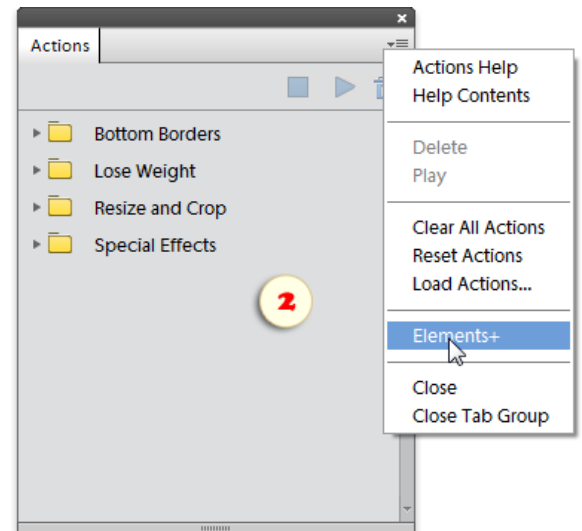 Actions
Bottom Borders
Lose Weight
Resize and Crop
Special Effects
2
Actions Help
Help Contents
Delete
Play
Clear All Actions
Reset Actions
Load Actions...
Elements+
Close
Close Tab Group